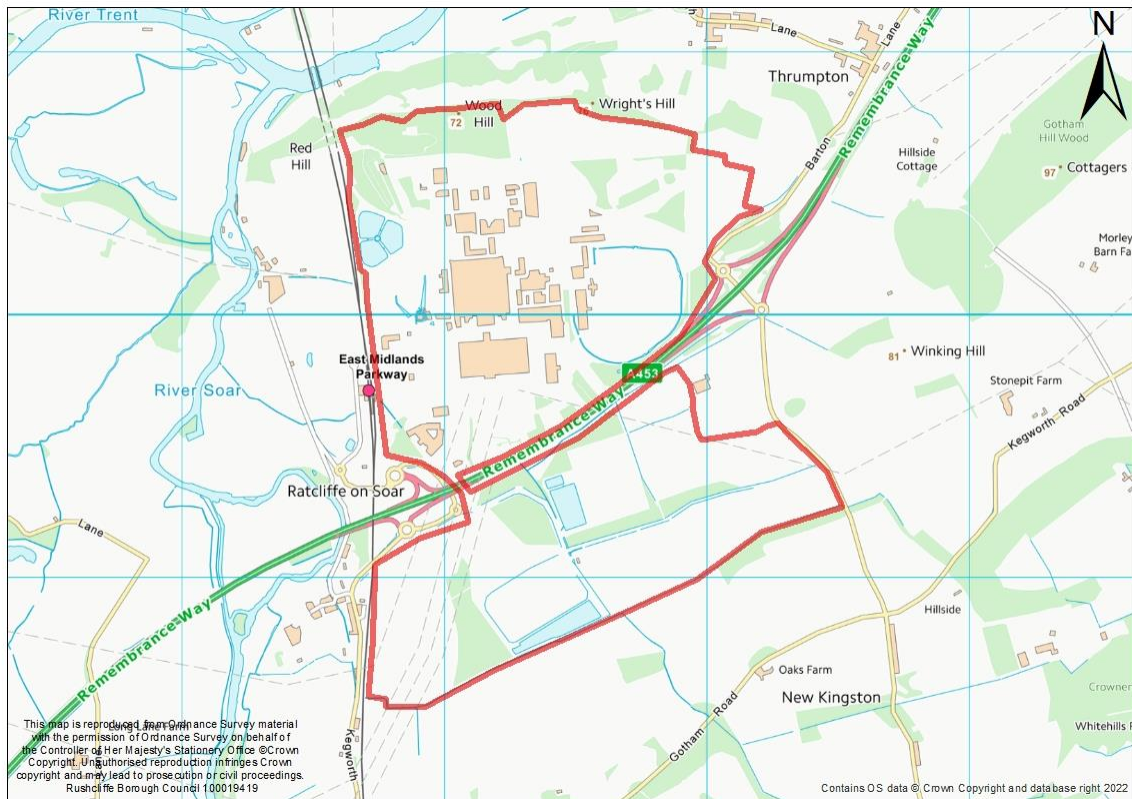 River Trent
N
Lane
Lane
Thrumpton
Remembrance-Way
Wood
Hill
72
Wright's Hill
Red
Hill
Barton
Hillside
Cottage
Gotham
Hill Wood
97
Cottagers
Morley
Barn Fa
East Midlands
Parkway
81
Winking Hill
River Soar
A453
Stonepit Farm
Kegworth Road
Remembrance-Way
Ratcliffe on Soar
Lane
Remembrance-Way
Hillside
Oaks Farm
New Kingston
Gotham Road
Crowne
Whitehills F
Kegworth
This map is reproduced from Ordnance Survey material
with the permission of Ordnance Survey on behalf of
the Controller of Her Majesty's Stationery Office ©Crown
Copyright. Unauthorised reproduction infringes Crown
copyright and may lead to prosecution or civil proceedings.
Rushcliffe Borough Council 100019419
Contains OS data © Crown Copyright and database right 2022